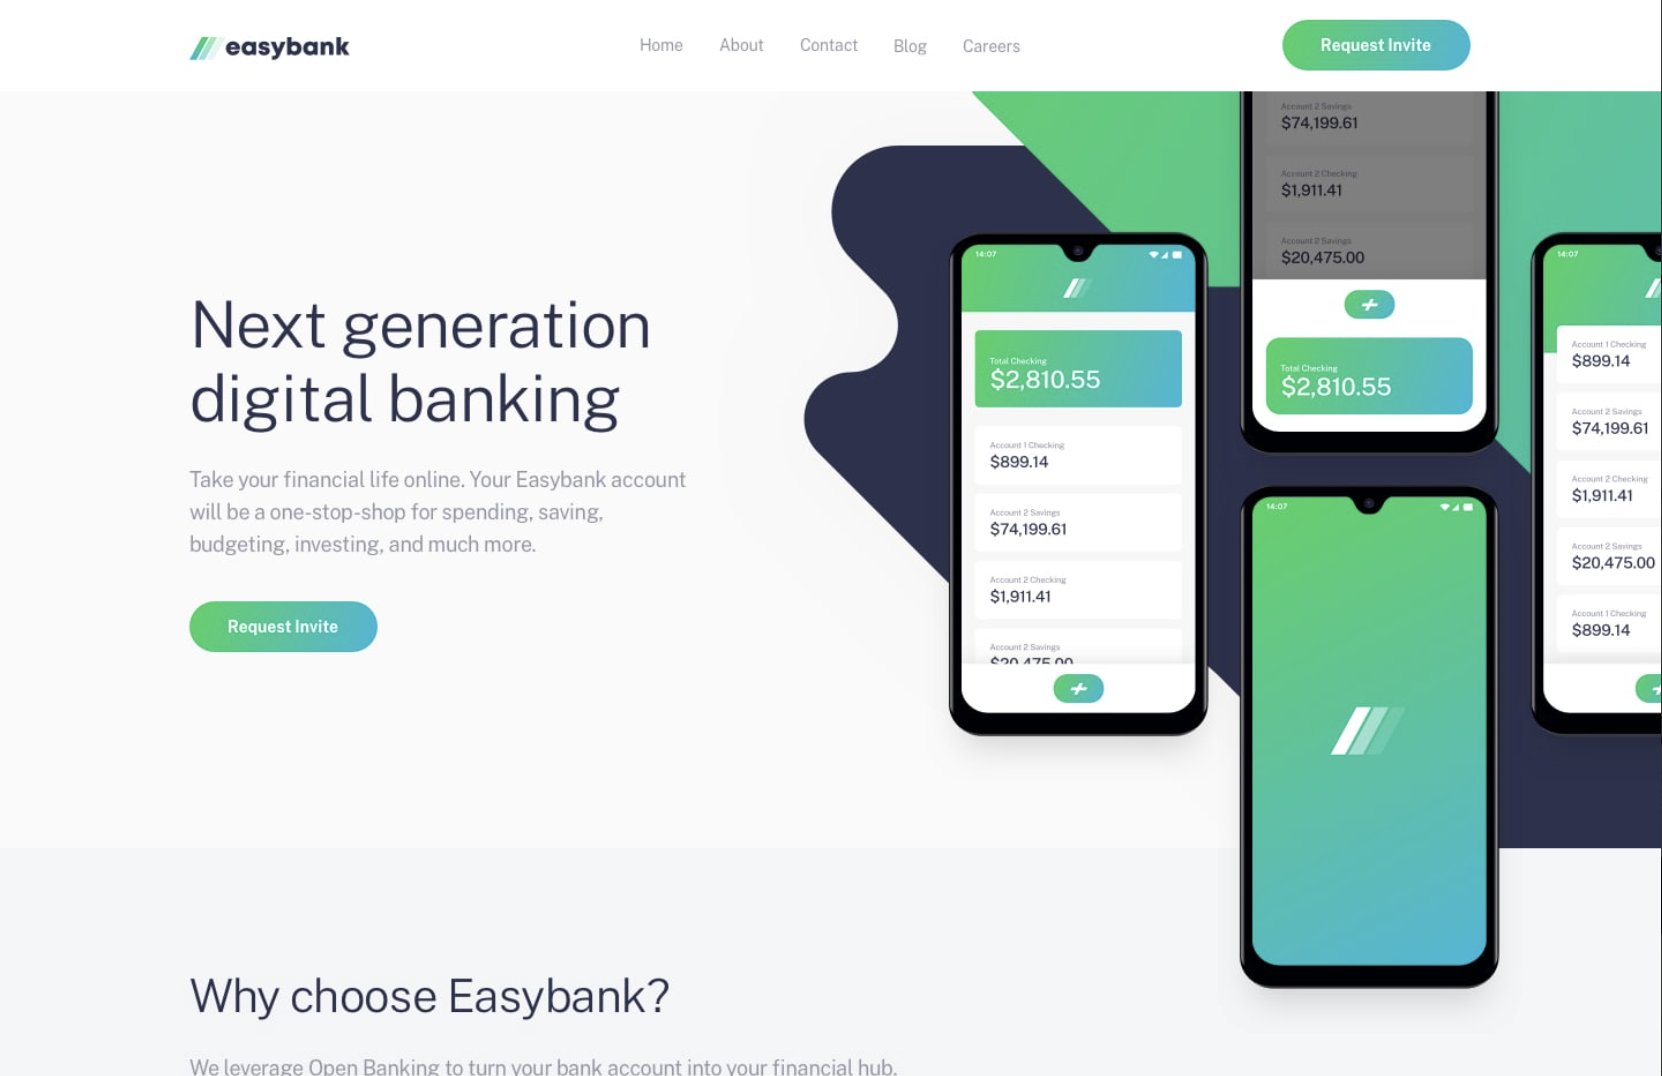 easybank
Home
About
Contact
Blog
Careers
Request Invite
Next generation
digital banking
Take your financial life online. Your Easybank account
will be a one-stop-shop for spending, saving,
budgeting, investing, and much more.
Request Invite
14:07
Total Checking
$2,810.55
Account 1 Checking
$899.14
Account 2 Savings
$74,199.61
Account 2 Checking
$1,911.41
Account 2 Savings
$20,475.00
Account 2 Savings
$74,199.61
Account 2 Checking
$1,911.41
Account 2 Savings
$20,475.00
Total Checking
$2,810.55
14:07
14:07
Account 1 Checking
$899.14
Account 2 Savings
$74,199.61
Account 2 Checking
$1,911.41
Account 2 Savings
$20,475.00
Account 1 Checking
$899.14
Why choose Easybank?
We leverage Open Banking to turn your bank account into your financial hub.